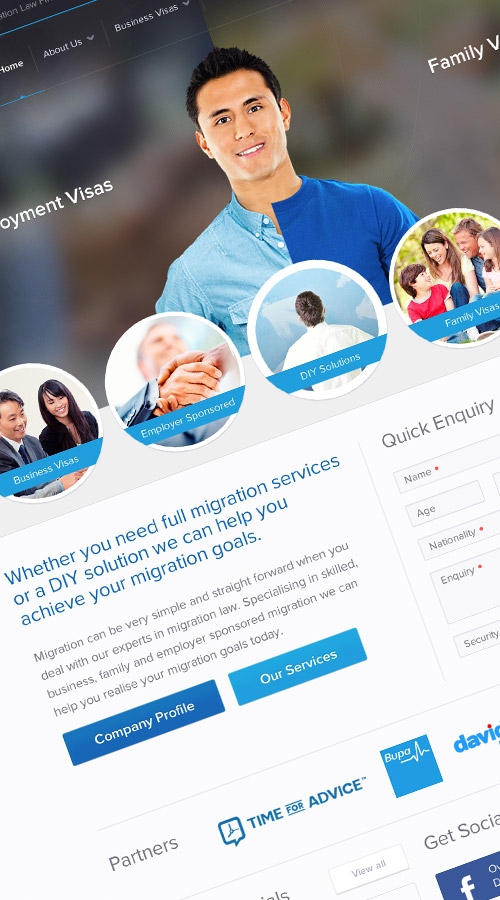 ation Law Fir
Home
About Us
Business Visas
Family V
oyment Visas
Business Visas
Employer Sponsored
DIY Solutions
Family Visas
Whether you need full migration services
or a DIY solution we can help you
achieve your migration goals.
Migration can be very simple and straight forward when you
deal with our experts in migration law. Specialising in skilled,
business, family and employer sponsored migration we can
help you realise your migration goals today.
Company Profile
Our Services
Quick Enquiry
Name •
Age
Nationality •
Enquiry •
Security
Partners
TIME FOR ADVICE™
Bupa
david
View all
ials
Get Socia
f
Ov
D